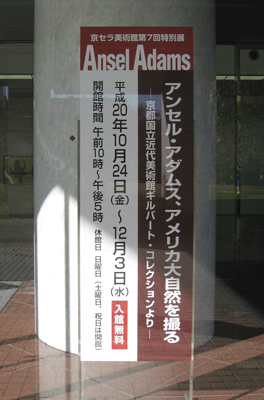 京セラ美術館第7回特別展
Ansel Adams
アンセル・アダムス、アメリカ大自然を撮る
―京都国立近代美術館ギルバート・コレクションより―
平成20年10月24日(金)～12月3日(水)
入館無料
開館時間 午前10時～午後5時
休館日 日曜日(土曜日、祝日は開館)